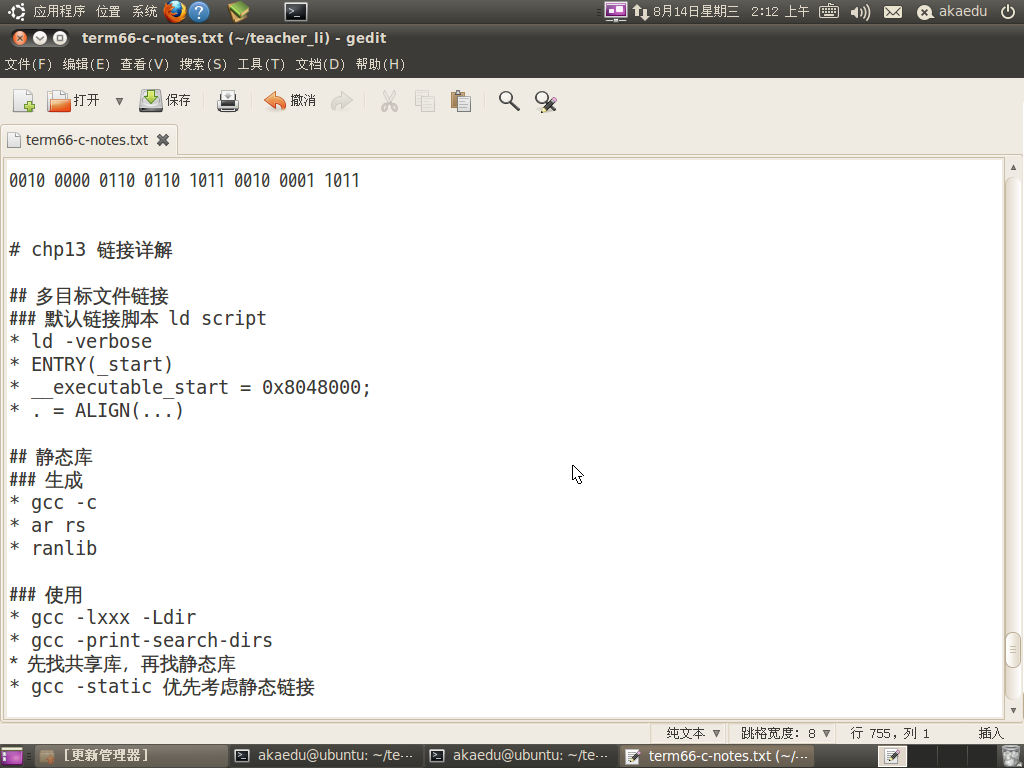 应用程序 位置 系统 8月14日星期三 2:12 上午 akaedu
term66-c-notes.txt (~/teacher_li) - gedit
文件(F) 编辑(E) 查看(V) 搜索(S) 工具(T) 文档(D) 帮助(H)
打开 保存 撤消
term66-c-notes.txt
0010 0000 0110 0110 1011 0010 0001 1011
# chp13 链接详解
## 多目标文件链接
### 默认链接脚本 ld script
* ld -verbose
* ENTRY(_start)
* __executable_start = 0x8048000;
* . = ALIGN(...)
## 静态库
### 生成
* gcc -c
* ar rs
* ranlib
### 使用
* gcc -lxxx -Ldir
* gcc -print-search-dirs
* 先找共享库，再找静态库
* gcc -static 优先考虑静态链接
纯文本 跳格宽度: 8 行 755, 列 1 插入
[更新管理器] akaedu@ubuntu: ~/te... akaedu@ubuntu: ~/te... term66-c-notes.txt (~/...